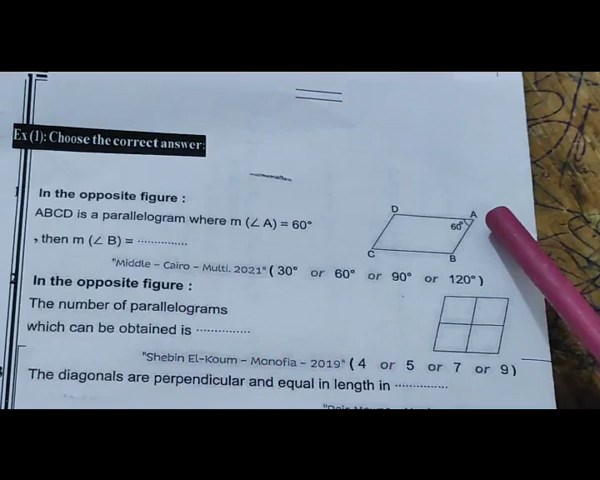 Ex (1): Choose the correct answer:
1
In the opposite figure :
ABCD is a parallelogram where m (∠ A) = 60°
, then m (∠ B) = ..............
D
A
60°
C
B
"Middle – Cairo – Multi. 2021" ( 30° or 60° or 90° or 120° )
2
In the opposite figure :
The number of parallelograms
which can be obtained is ...............
"Shebin El-Koum – Monofia – 2019" ( 4 or 5 or 7 or 9 )
3
The diagonals are perpendicular and equal in length in ...............